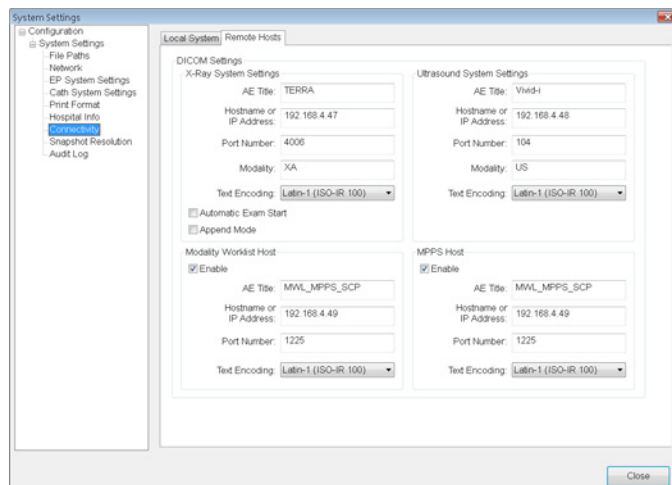 System Settings
Configuration
System Settings
File Paths
Network
EP System Settings
Cath System Settings
Print Format
Hospital Info
Connectivity
Snapshot Resolution
Audit Log
Local System
Remote Hosts
DICOM Settings
X-Ray System Settings
AE Title: TERRA
Hostname or
IP Address: 192.168.4.47
Port Number: 4006
Modality: XA
Text Encoding: Latin-1 (ISO-IR 100)
Automatic Exam Start
Append Mode
Ultrasound System Settings
AE Title: Vivid-i
Hostname or
IP Address: 192.168.4.48
Port Number: 104
Modality: US
Text Encoding: Latin-1 (ISO-IR 100)
Modality Worklist Host
Enable
AE Title: MWL_MPPS_SCP
Hostname or
IP Address: 192.168.4.49
Port Number: 1225
Text Encoding: Latin-1 (ISO-IR 100)
MPPS Host
Enable
AE Title: MWL_MPPS_SCP
Hostname or
IP Address: 192.168.4.49
Port Number: 1225
Text Encoding: Latin-1 (ISO-IR 100)
Close